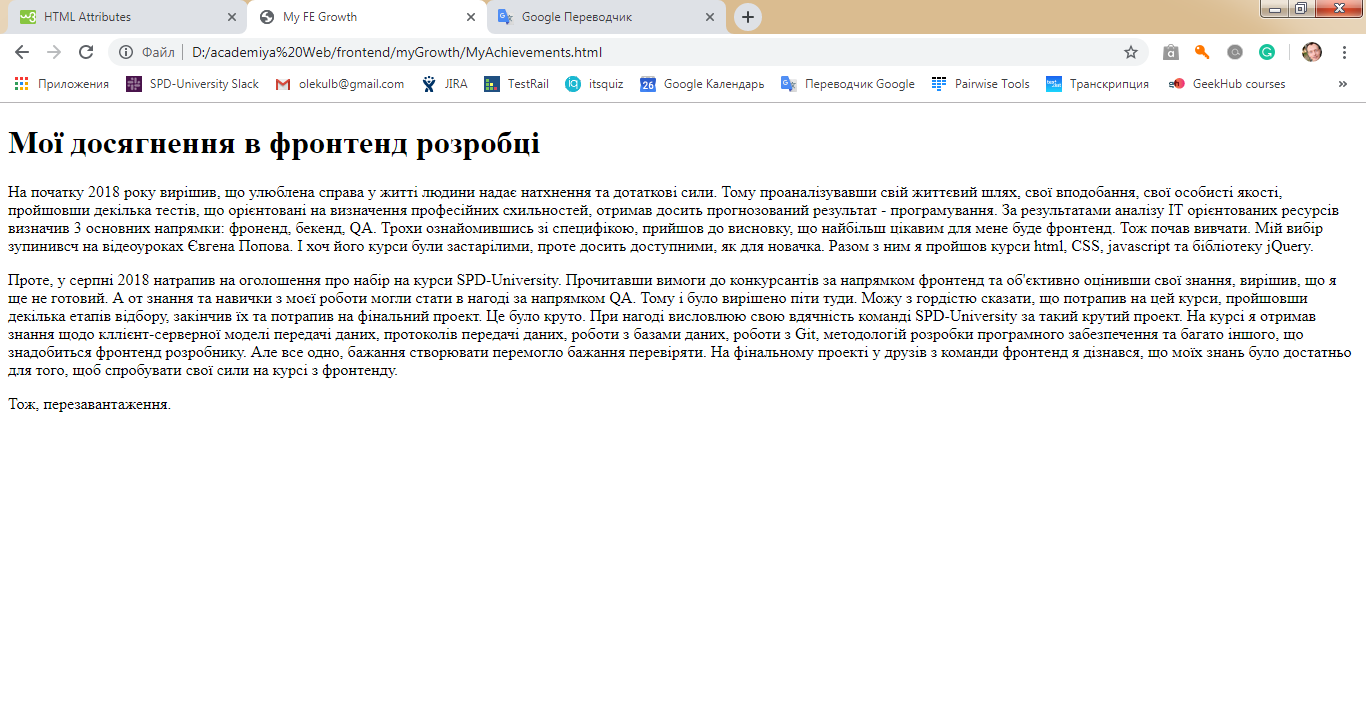 HTML Attributes
My FE Growth
Google Переводчик
Файл
D:/academiya%20Web/frontend/myGrowth/MyAchievements.html
Приложения
SPD-University Slack
olekulb@gmail.com
JIRA
TestRail
itsquiz
26
Google Календарь
Переводчик Google
Pairwise Tools
Транскрипция
GeekHub courses
Мої досягнення в фронтенд розробці
На початку 2018 року вирішив, що улюблена справа у житті людини надає натхнення та дотаткові сили. Тому проаналізувавши свій життєвий шлях, свої вподобання, свої особисті якості,
пройшовши декілька тестів, що орієнтовані на визначення професійних схильностей, отримав досить прогнозований результат - програмування. За результатами аналізу IT орієнтованих ресурсів
визначив 3 основних напрямки: фроненд, бекенд, QA. Трохи ознайомившись зі специфікою, прийшов до висновку, що найбільш цікавим для мене буде фронтенд. Тож почав вивчати. Мій вибір
зупинивсч на відеоуроках Євгена Попова. І хоч його курси були застарілими, проте досить доступними, як для новачка. Разом з ним я пройшов курси html, CSS, javascript та бібліотеку jQuery.
Проте, у серпні 2018 натрапив на оголошення про набір на курси SPD-University. Прочитавши вимоги до конкурсантів за напрямком фронтенд та об'єктивно оцінивши свої знання, вирішив, що я
ще не готовий. А от знання та навички з моєї роботи могли стати в нагоді за напрямком QA. Тому і було вирішено піти туди. Можу з гордістю сказати, що потрапив на цей курси, пройшовши
декілька етапів відбору, закінчив їх та потрапив на фінальний проект. Це було круто. При нагоді висловлюю свою вдячність команді SPD-University за такий крутий проект. На курсі я отримав
знання щодо кллієнт-серверної моделі передачі даних, протоколів передачі даних, роботи з базами даних, роботи з Git, методологій розробки програмного забезпечення та багато іншого, що
знадобиться фронтенд розробнику. Але все одно, бажання створювати перемогло бажання перевіряти. На фінальному проекті у друзів з команди фронтенд я дізнався, що моїх знань було достатньо
для того, щоб спробувати свої сили на курсі з фронтенду.
Тож, перезавантаження.